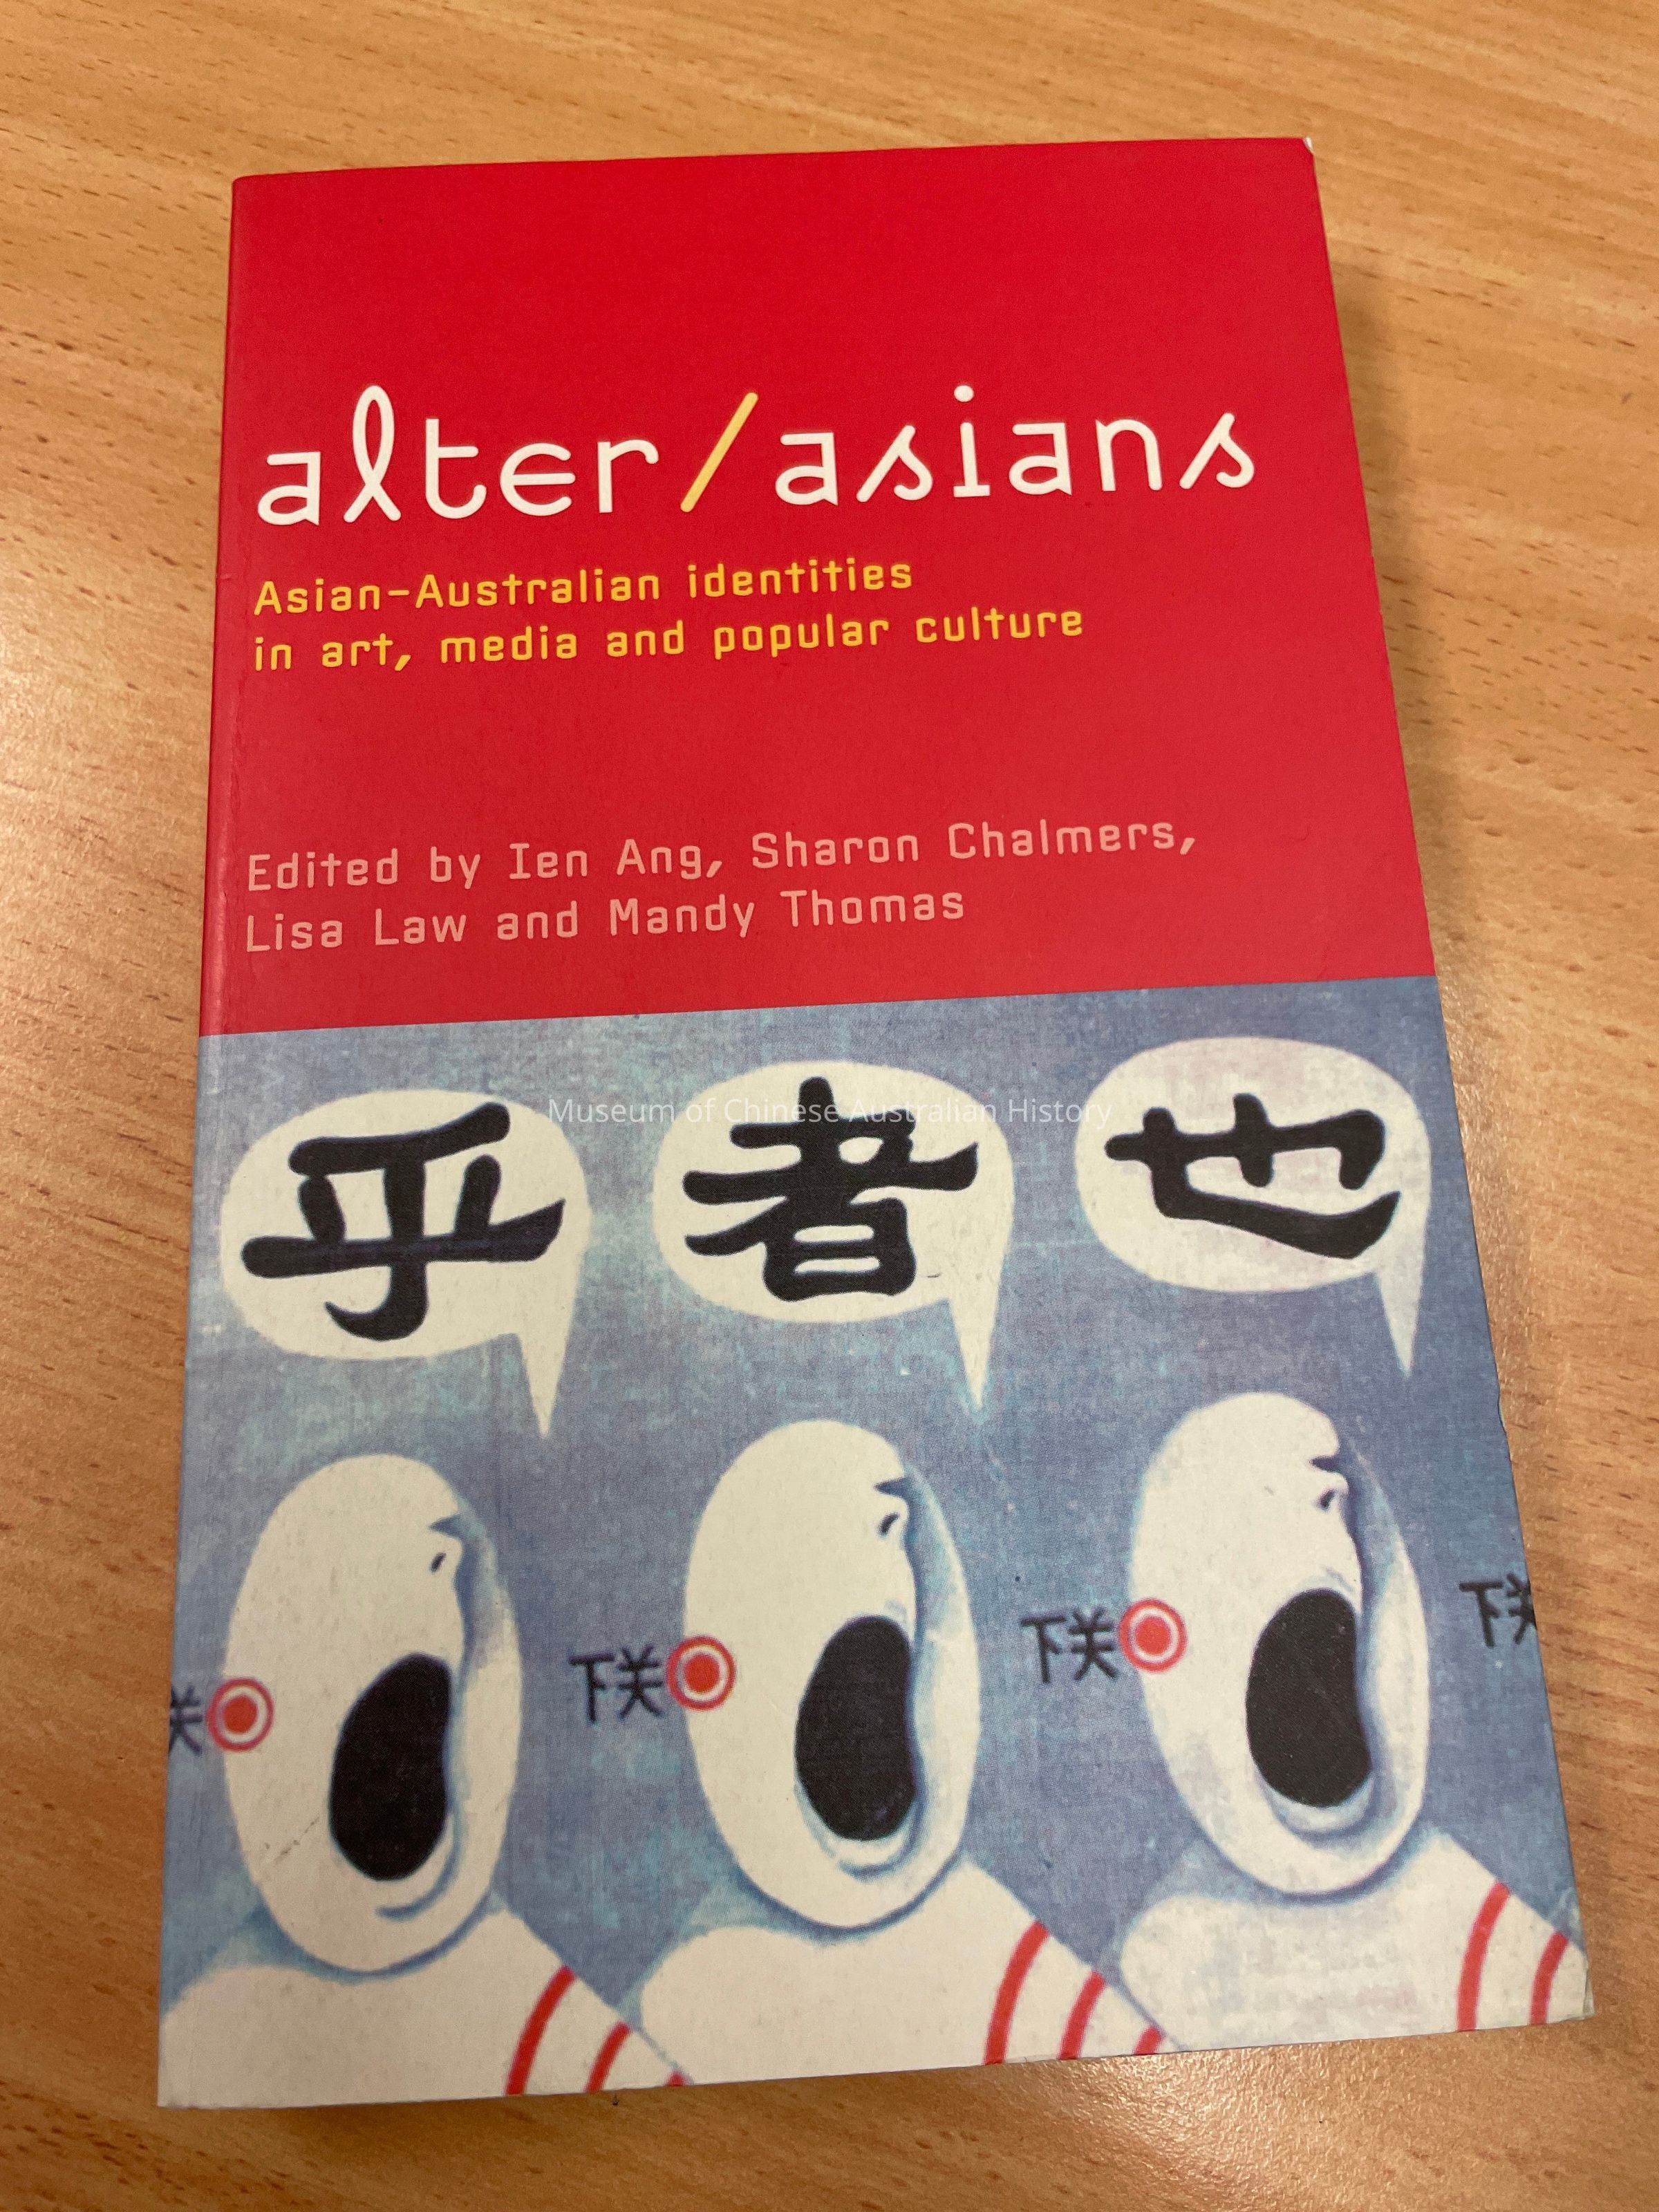 alter/asians
Asian-Australian identities
in art, media and popular culture
Edited by Ien Ang, Sharon Chalmers,
Lisa Law and Mandy Thomas
Museum of Chinese Australian History
乎 者 也